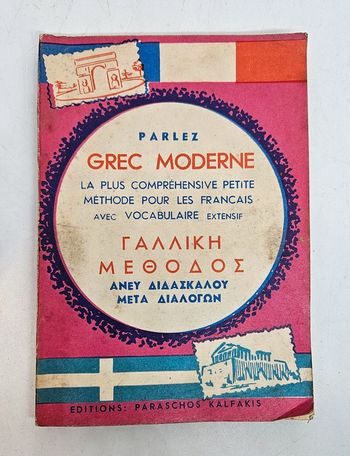 PARLEZ
GREC MODERNE
LA PLUS COMPRÉHENSIVE PETITE
MÉTHODE POUR LES FRANCAIS
AVEC VOCABULAIRE EXTENSIF
ΓΑΛΛΙΚΗ
ΜΕΘΟΔΟΣ
ΑΝΕΥ ΔΙΔΑΣΚΑΛΟΥ
ΜΕΤΑ ΔΙΑΛΟΓΩΝ
EDITIONS: PARASCHOS KALFAKIS